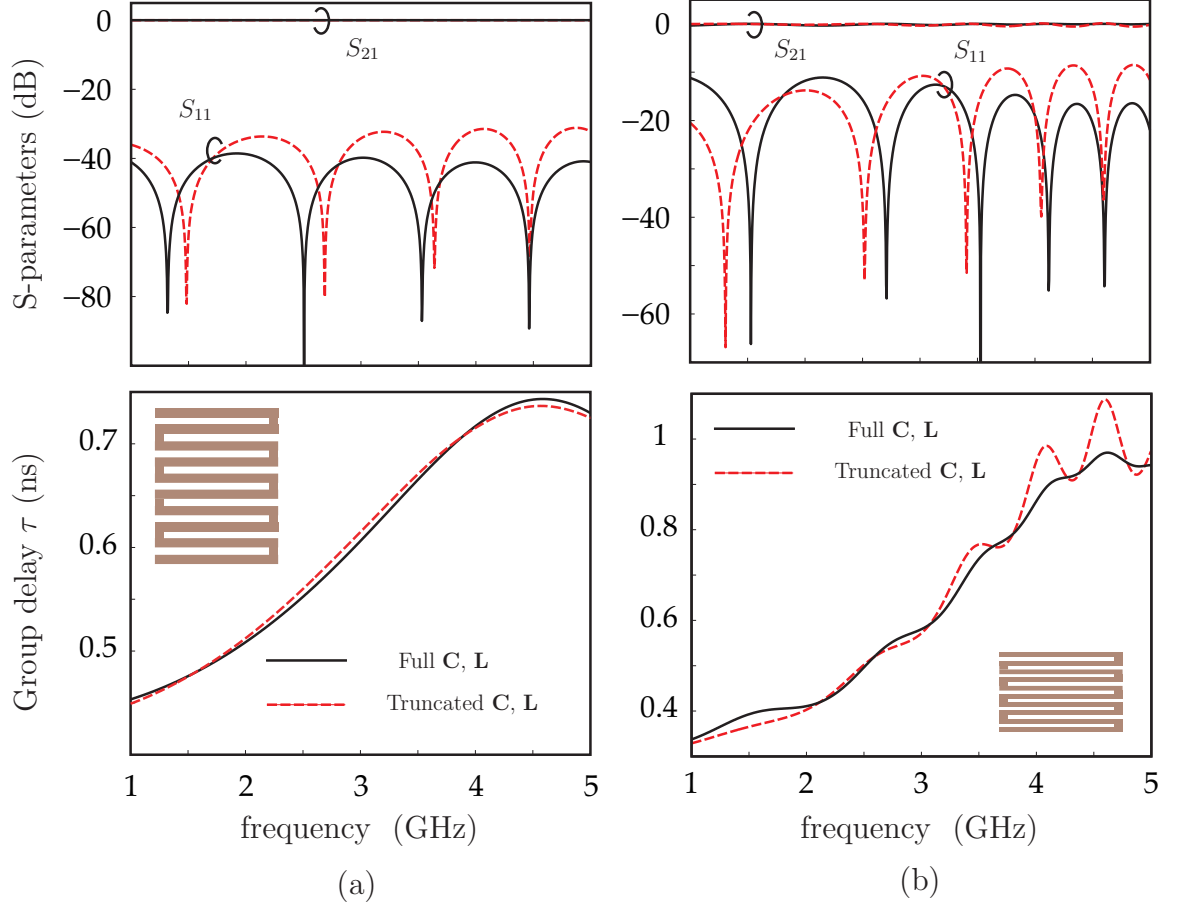 S-parameters (dB)
0
−20
−40
−60
−80
S21
S11
0
−20
−40
−60
S21
S11
Group delay τ (ns)
0.7
0.6
0.5
Full C, L
Truncated C, L
1 2 3 4 5
frequency (GHz)
(a)
1
0.8
0.6
0.4
Full C, L
Truncated C, L
1 2 3 4 5
frequency (GHz)
(b)